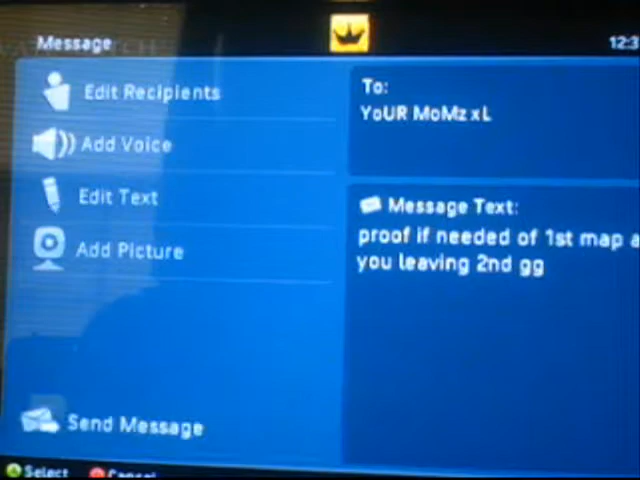 Message
12:3
Edit Recipients
Add Voice
Edit Text
Add Picture
Send Message
To:
YoUR MoMz xL
Message Text:
proof if needed of 1st map a
you leaving 2nd gg
Select
Cancel